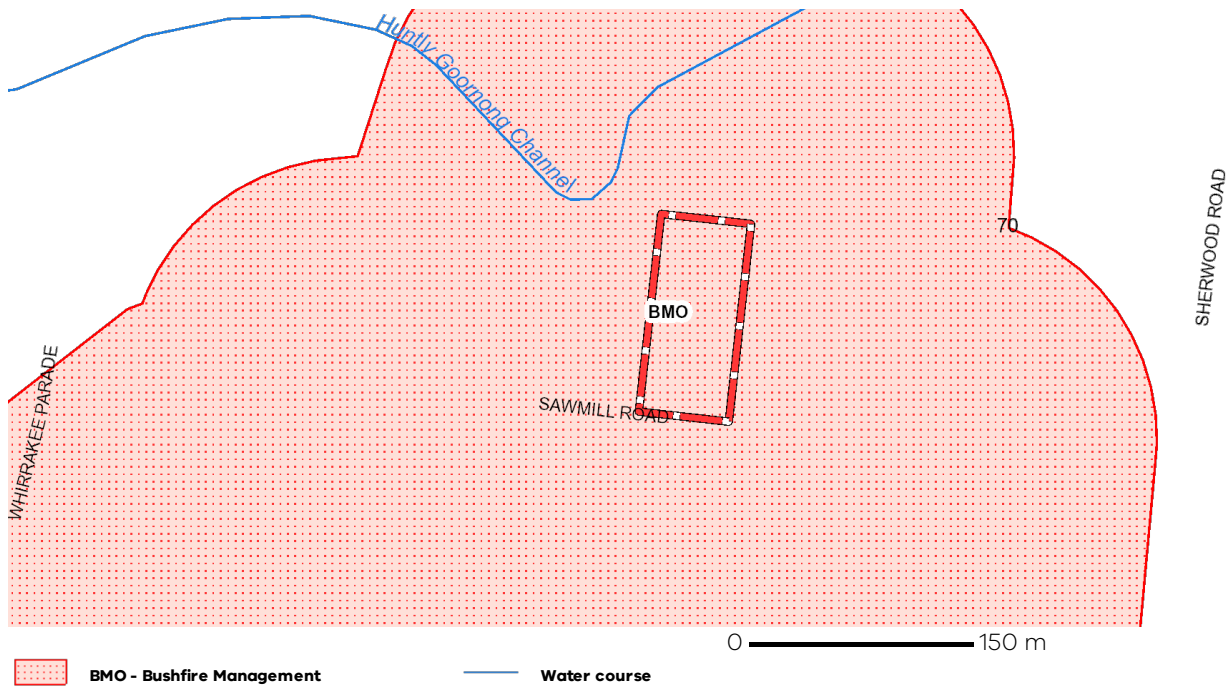 Huntly Goornong Channel
SHERWOOD ROAD
70
BMO
WHIRRAKEE PARADE
SAWMILL ROAD
0 150 m
BMO - Bushfire Management Water course